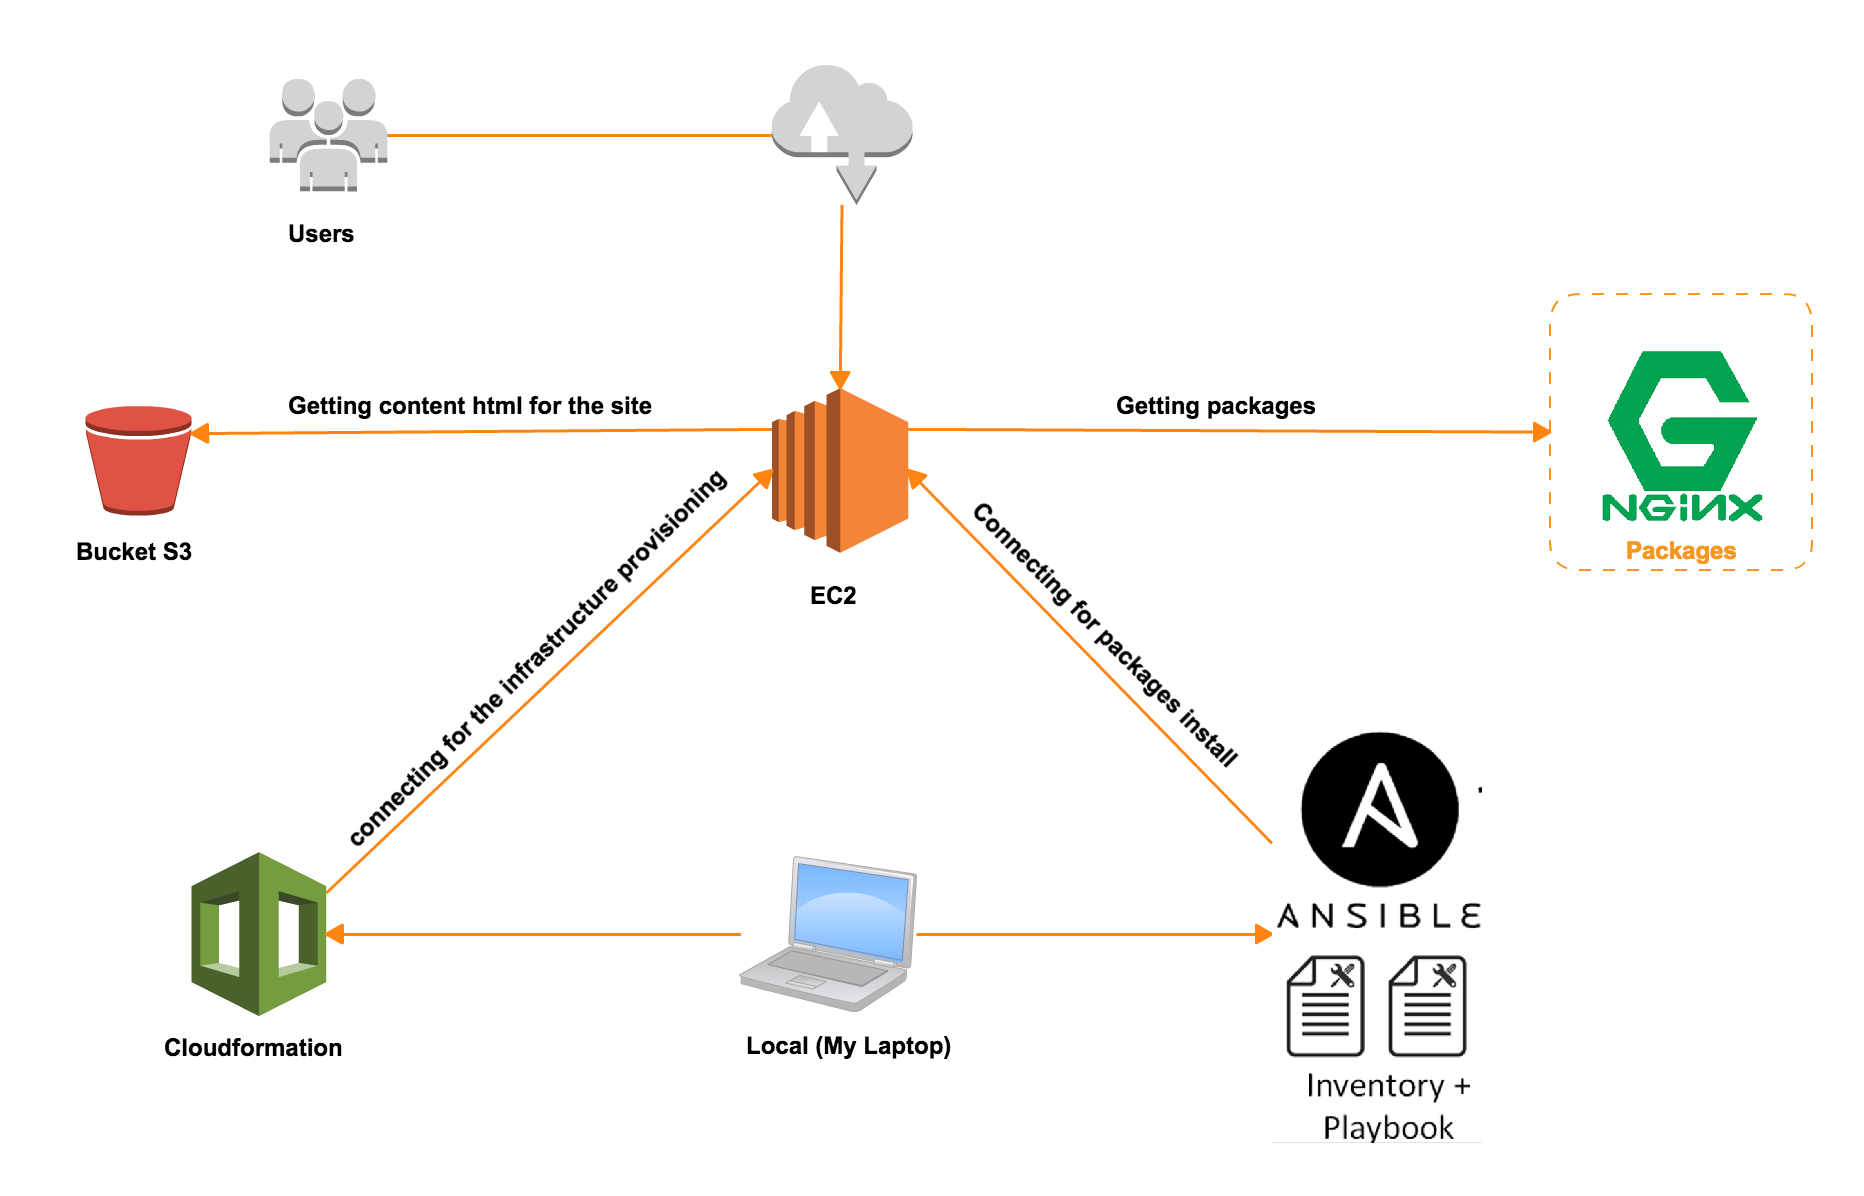 Users
Getting content html for the site
Getting packages
NGiNX
Packages
Bucket S3
EC2
connecting for the infrastructure provisioning
Connecting for packages install
ANSIBLE
Cloudformation
Local (My Laptop)
Inventory +
Playbook